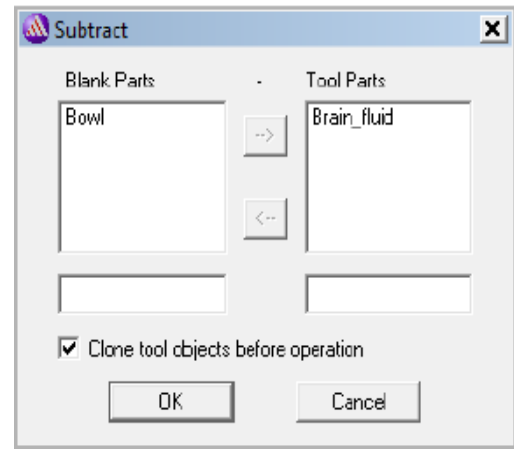 Subtract
Blank Parts - Tool Parts
Bowl
Brain_fluid
-->
<--
Clone tool objects before operation
OK Cancel